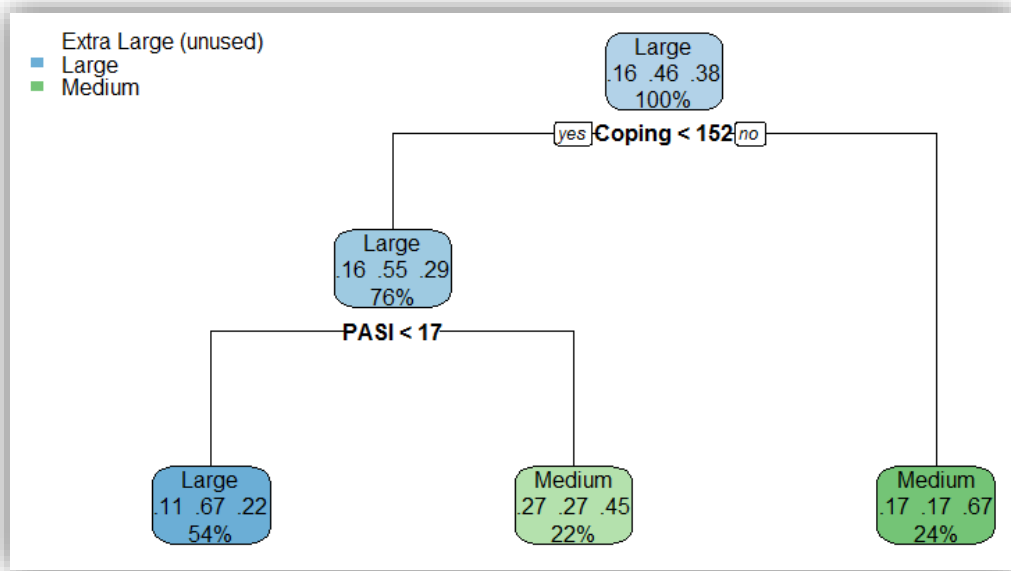 Extra Large (unused)
Large
Medium
Large
.16 .46 .38
100%
yes Coping < 152 no
Large
.16 .55 .29
76%
PASI < 17
Large
.11 .67 .22
54%
Medium
.27 .27 .45
22%
Medium
.17 .17 .67
24%